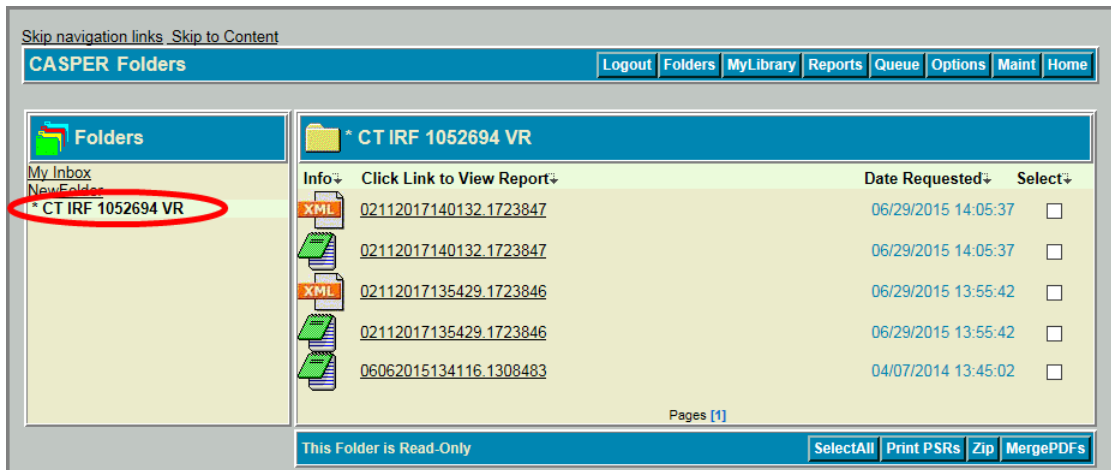 Skip navigation links Skip to Content
CASPER Folders
Logout Folders MyLibrary Reports Queue Options Maint Home
Folders
My Inbox
NewFolder
* CT IRF 1052694 VR
* CT IRF 1052694 VR
Info Click Link to View Report Date Requested Select
XML 02112017140132.1723847 06/29/2015 14:05:37
02112017140132.1723847 06/29/2015 14:05:37
XML 02112017135429.1723846 06/29/2015 13:55:42
02112017135429.1723846 06/29/2015 13:55:42
06062015134116.1308483 04/07/2014 13:45:02
Pages [1]
This Folder is Read-Only SelectAll Print PSRs Zip MergePDFs